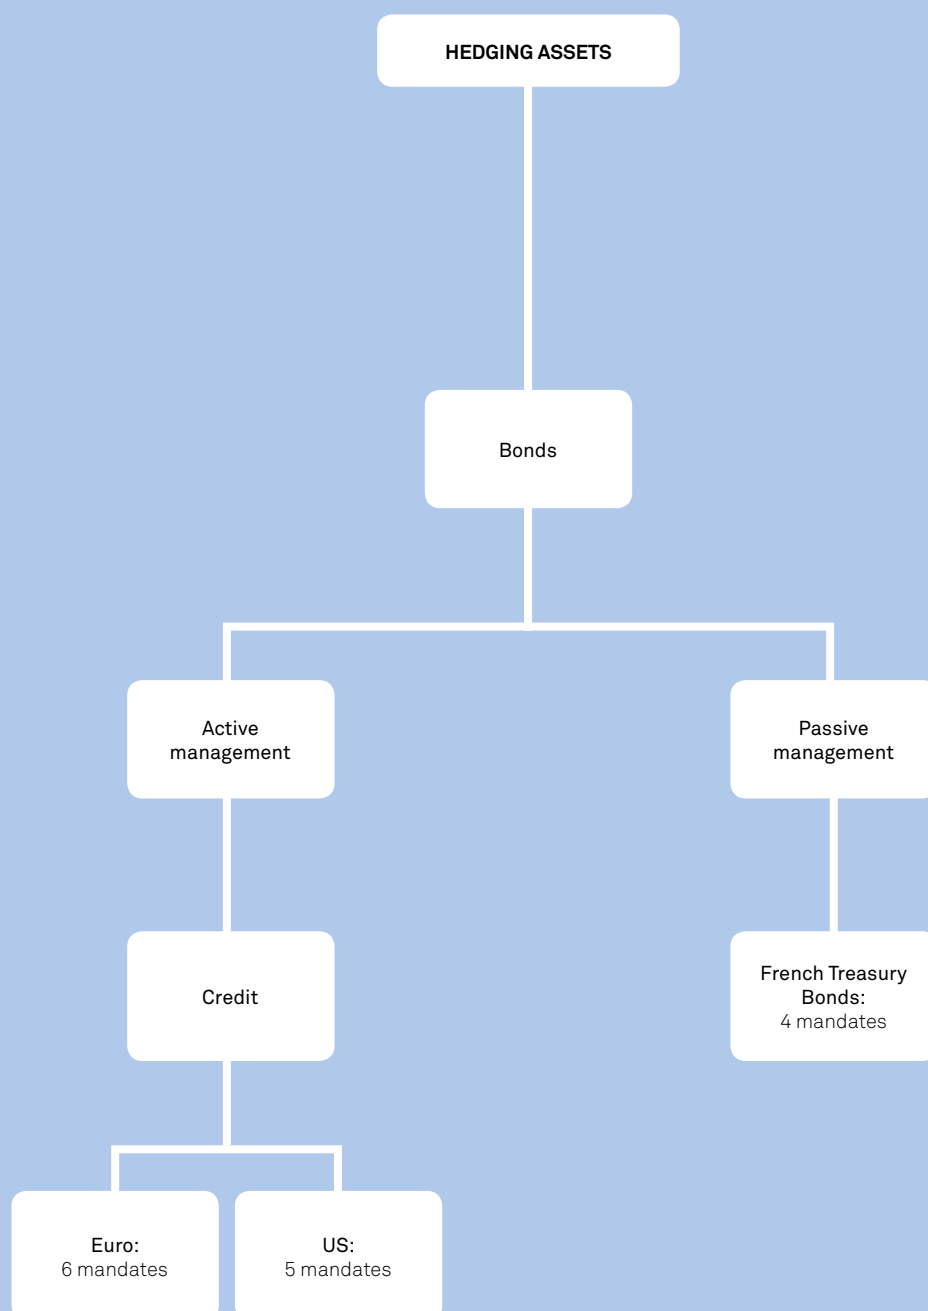 HEDGING ASSETS
Bonds
Active
management
Passive
management
Credit
French Treasury
Bonds:
4 mandates
Euro:
6 mandates
US:
5 mandates